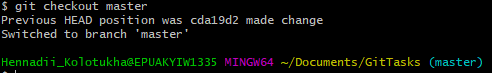 $ git checkout master
Previous HEAD position was cda19d2 made change
Switched to branch 'master'
Hennadii_Kolotukha@EPUAKYIW1335 MINGW64 ~/Documents/GitTasks (master)